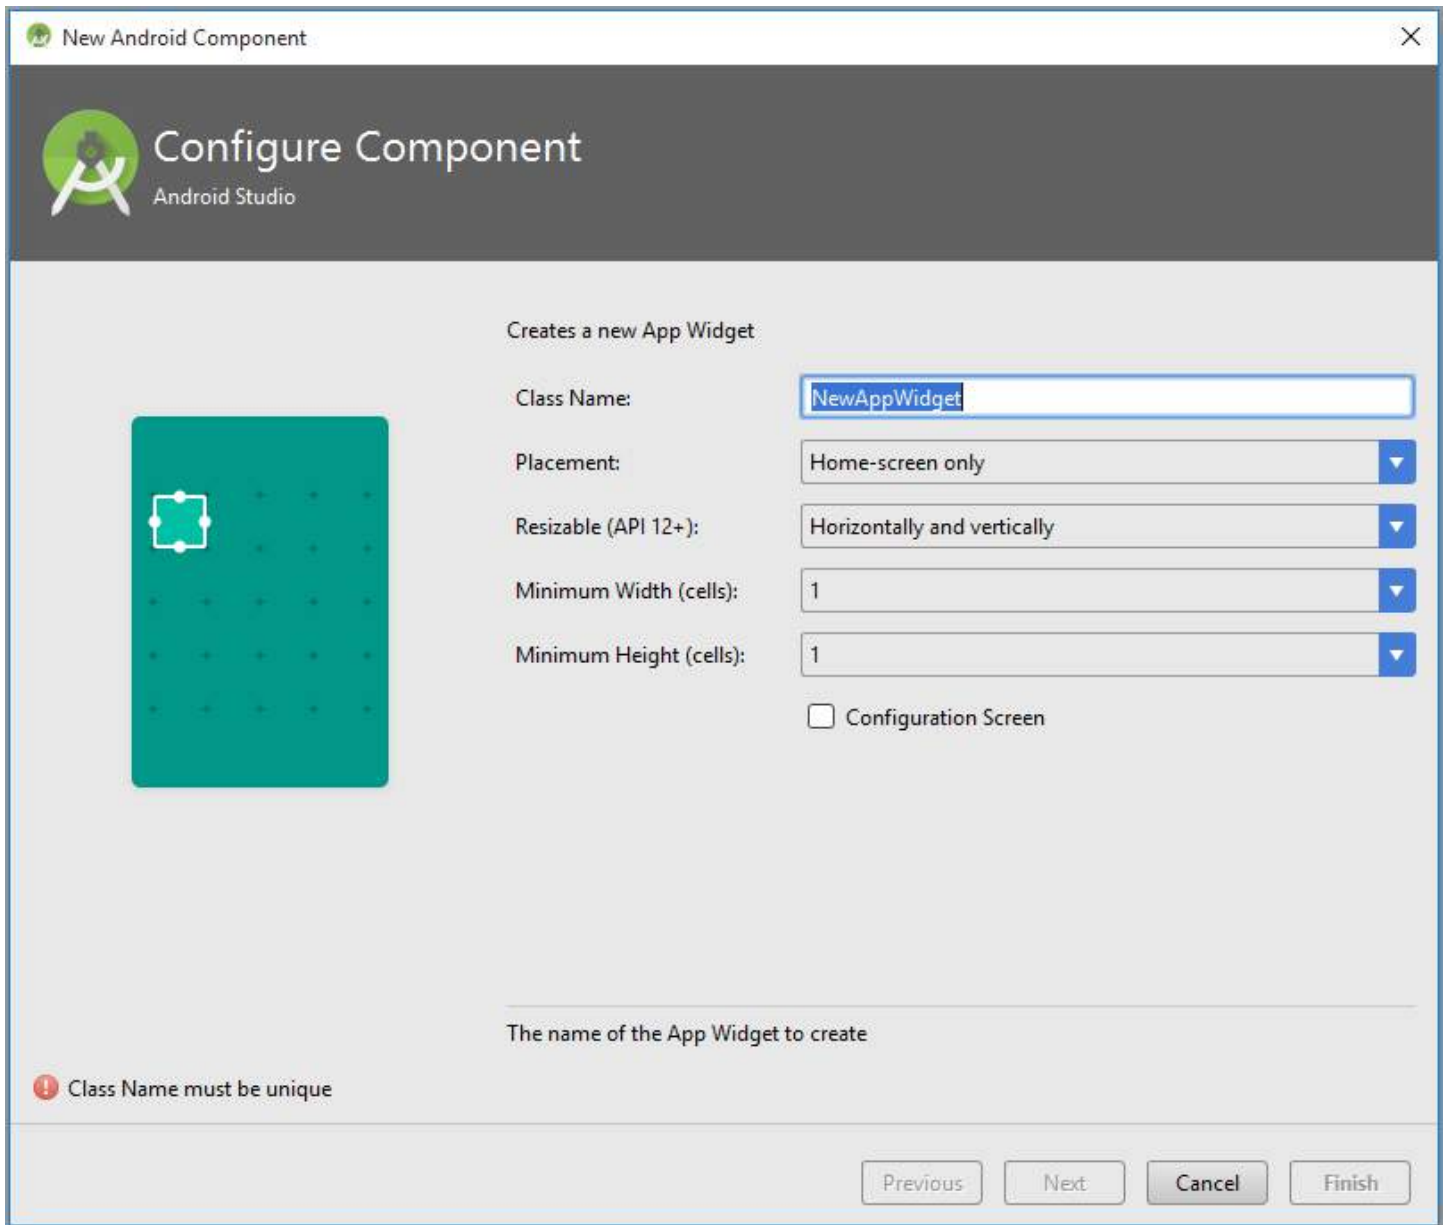 New Android Component
Configure Component
Android Studio
Creates a new App Widget
Class Name: NewAppWidget
Placement: Home-screen only
Resizable (API 12+): Horizontally and vertically
Minimum Width (cells): 1
Minimum Height (cells): 1
Configuration Screen
The name of the App Widget to create
Class Name must be unique
Previous Next Cancel Finish